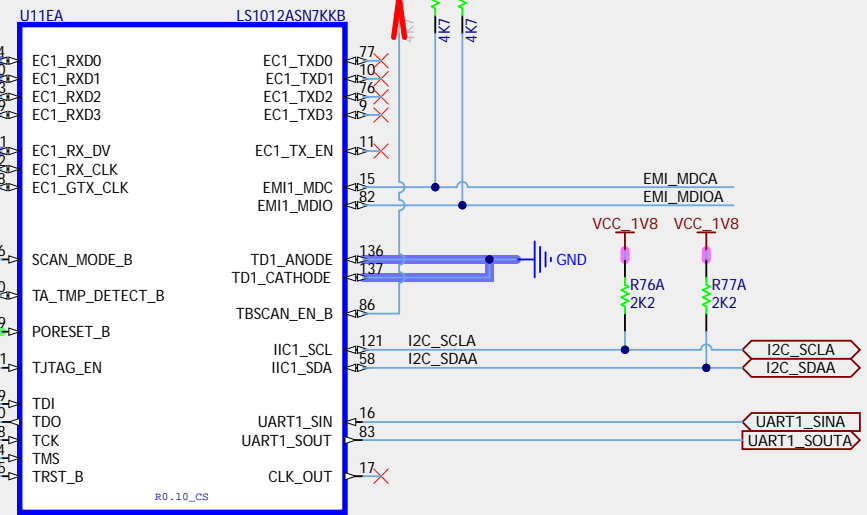 U11EA LS1012ASN7KKB
4K7 4K7 4K7
EC1_RXD0 EC1_TXD0 77
EC1_RXD1 EC1_TXD1 10
EC1_RXD2 EC1_TXD2 76
EC1_RXD3 EC1_TXD3 9
EC1_RX_DV EC1_TX_EN 11
EC1_RX_CLK
EC1_GTX_CLK EMI1_MDC 15 EMI_MDCA
EMI1_MDIO 82 EMI_MDIOA
VCC_1V8 VCC_1V8
SCAN_MODE_B TD1_ANODE 136 GND
TD1_CATHODE 137
R76A R77A
2K2 2K2
TA_TMP_DETECT_B
TBSCAN_EN_B 86
PORESET_B
IIC1_SCL 121 I2C_SCLA I2C_SCLA
TJTAG_EN IIC1_SDA 58 I2C_SDAA I2C_SDAA
TDI
TDO UART1_SIN 16 UART1_SINA
TCK UART1_SOUT 83 UART1_SOUTA
TMS
TRST_B CLK_OUT 17
R0.10_CS